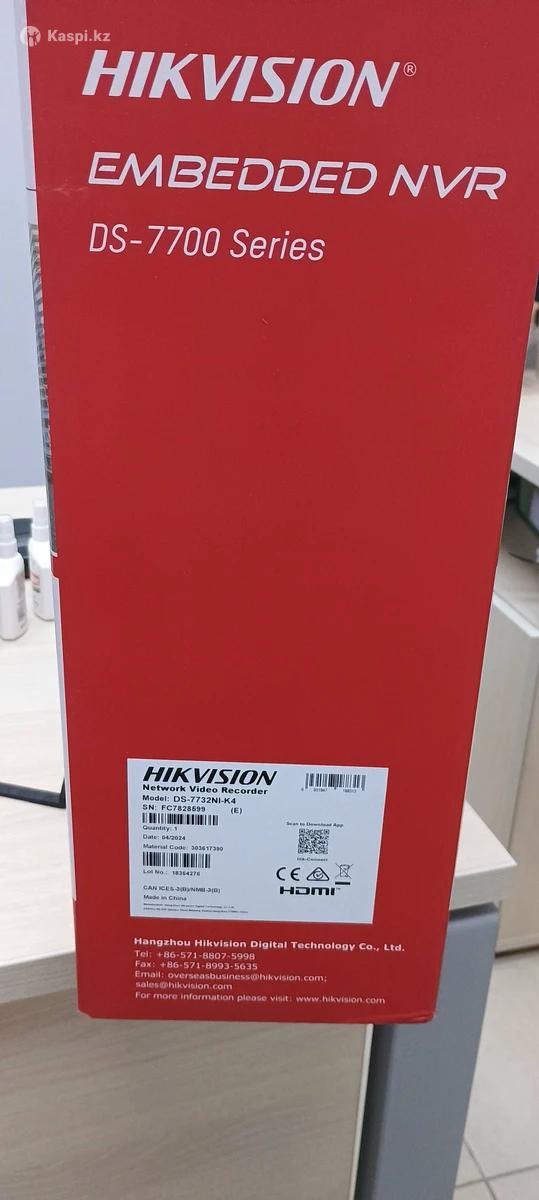 Kaspi.kz
HIKVISION®
EMBEDDED NVR
DS-7700 Series
HIKVISION
Network Video Recorder
Model: DS-7732NI-K4
SN: FC7828599 (E)
Quantity: 1
Date: 04/2024
Material Code: 303617390
Lot No.: 18364276
Scan to Download App
Hik-Connect
CE
HDMI™
CAN ICES-3(B)/NMB-3(B)
Made in China
Hangzhou Hikvision Digital Technology Co., Ltd.
Tel: +86-571-8807-5998
Fax: +86-571-8993-5635
Email: overseasbusiness@hikvision.com;
sales@hikvision.com
For more information please visit: www.hikvision.com